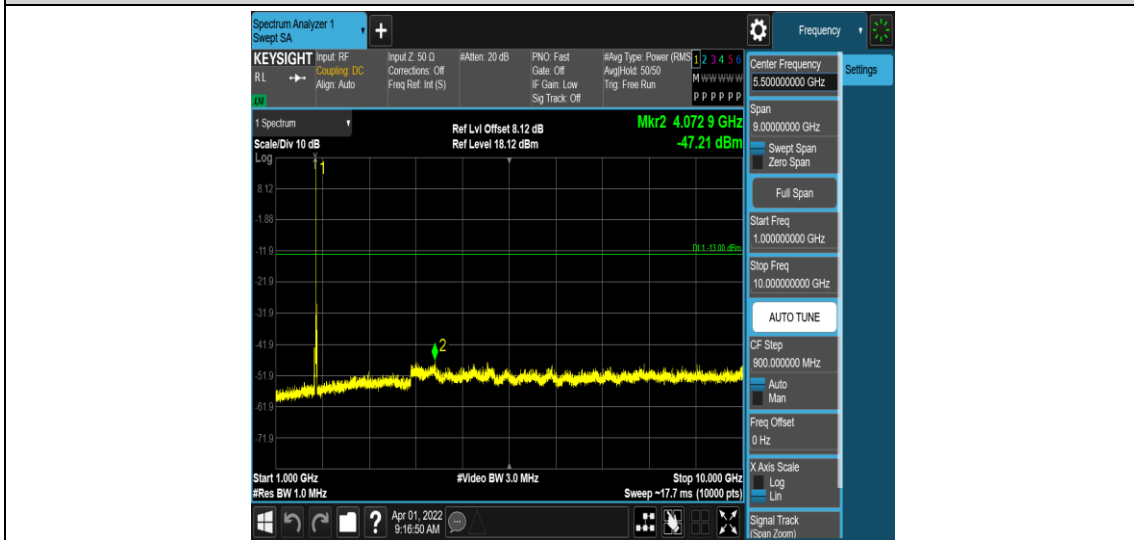 Spectrum Analyzer 1
Swept SA
+
Frequency
KEYSIGHT
RL
Input: RF
Coupling: DC
Align: Auto
Input Z: 50 Ω
Corrections: Off
Freq Ref: Int (S)
#Atten: 20 dB
PNO: Fast
Gate: Off
IF Gain: Low
Sig Track: Off
#Avg Type: Power (RMS
Avg|Hold: 50/50
Trig: Free Run
1 2 3 4 5 6
M W W W W W
P P P P P P
1 Spectrum
Scale/Div 10 dB
Log
Ref Lvl Offset 8.12 dB
Ref Level 18.12 dBm
Mkr2 4.072 9 GHz
-47.21 dBm
1
8.12
-1.88
-11.9
DL1 -13.00 dBm
-21.9
-31.9
-41.9
2
-51.9
-61.9
-71.9
Start 1.000 GHz
#Res BW 1.0 MHz
#Video BW 3.0 MHz
Stop 10.000 GHz
Sweep ~17.7 ms (10000 pts)
Apr 01, 2022
9:16:50 AM
?
Center Frequency
5.500000000 GHz
Settings
Span
9.00000000 GHz
Swept Span
Zero Span
Full Span
Start Freq
1.000000000 GHz
Stop Freq
10.000000000 GHz
AUTO TUNE
CF Step
900.000000 MHz
Auto
Man
Freq Offset
0 Hz
X Axis Scale
Log
Lin
Signal Track
(Span Zoom)